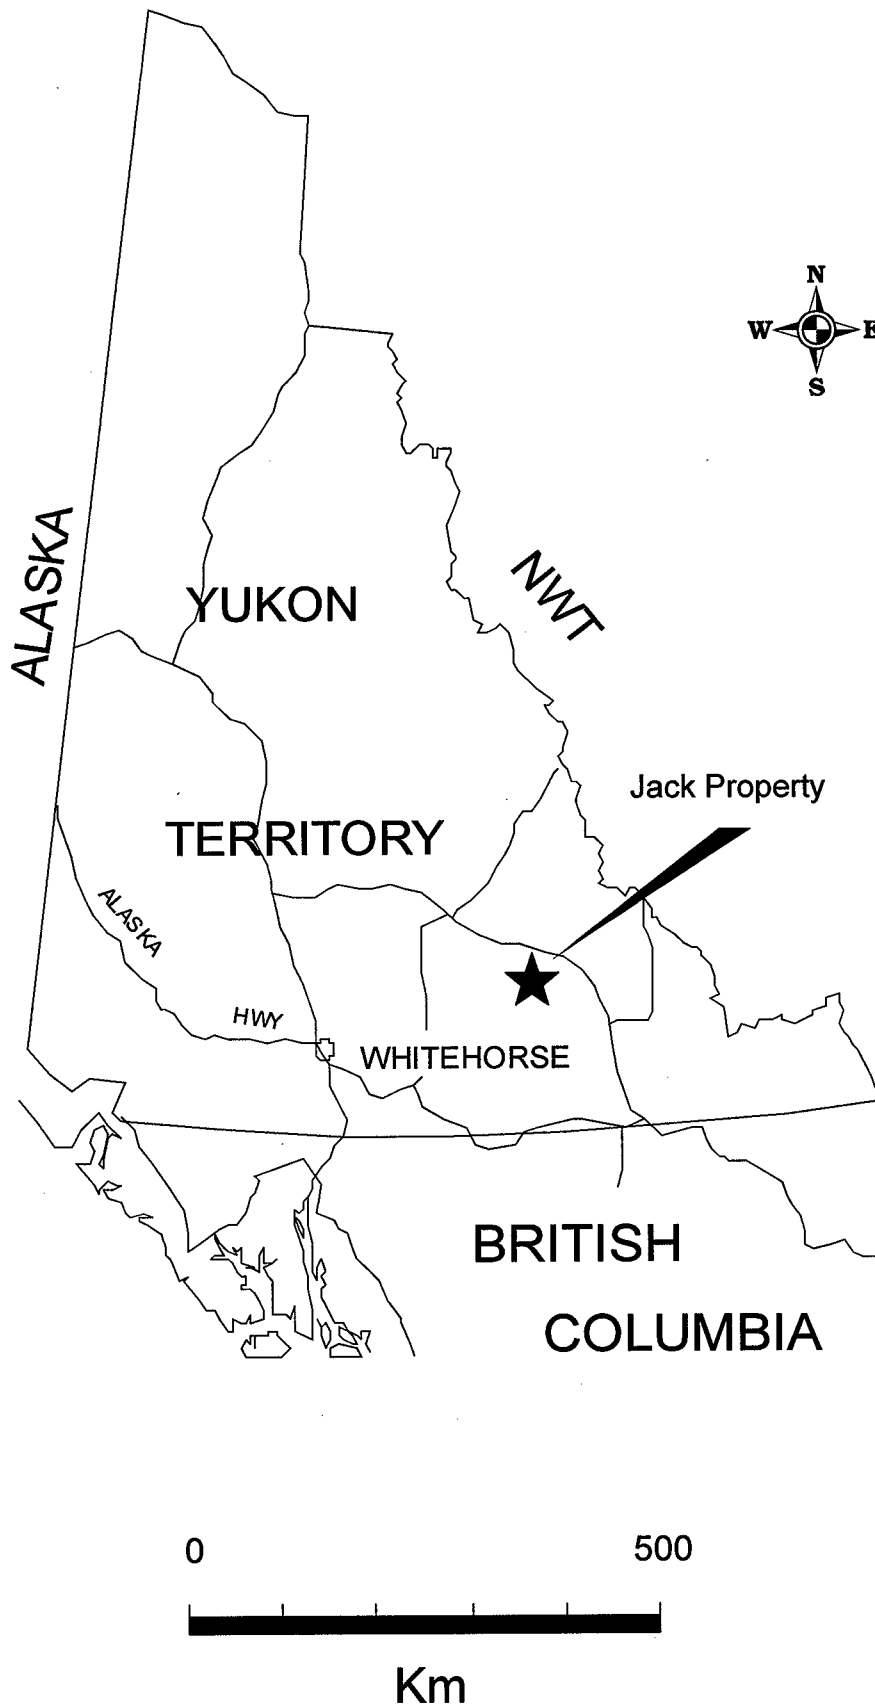 N
W E
S
ALASKA
NWT
YUKON
Jack Property
TERRITORY
ALASKA
HWY
WHITEHORSE
BRITISH
COLUMBIA
0 500
Km